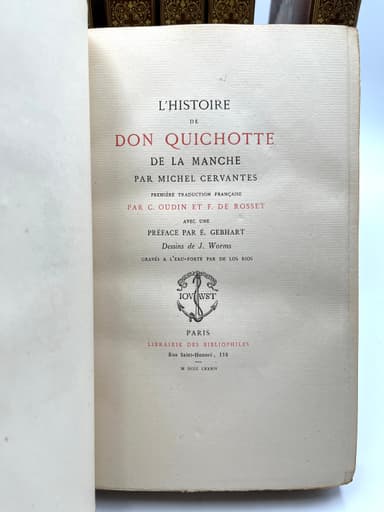 L'HISTOIRE
DE
DON QUICHOTTE
DE LA MANCHE
PAR MICHEL CERVANTES
PREMIÈRE TRADUCTION FRANÇAISE
PAR C. OUDIN ET F. DE ROSSET
AVEC UNE
PRÉFACE PAR É. GEBHART
Dessins de J. Worms
GRAVÉS A L'EAU-FORTE PAR DE LOS RIOS
IOUAUST
PARIS
LIBRAIRIE DES BIBLIOPHILES
Rue Saint-Honoré, 338
M DCCC LXXXIV